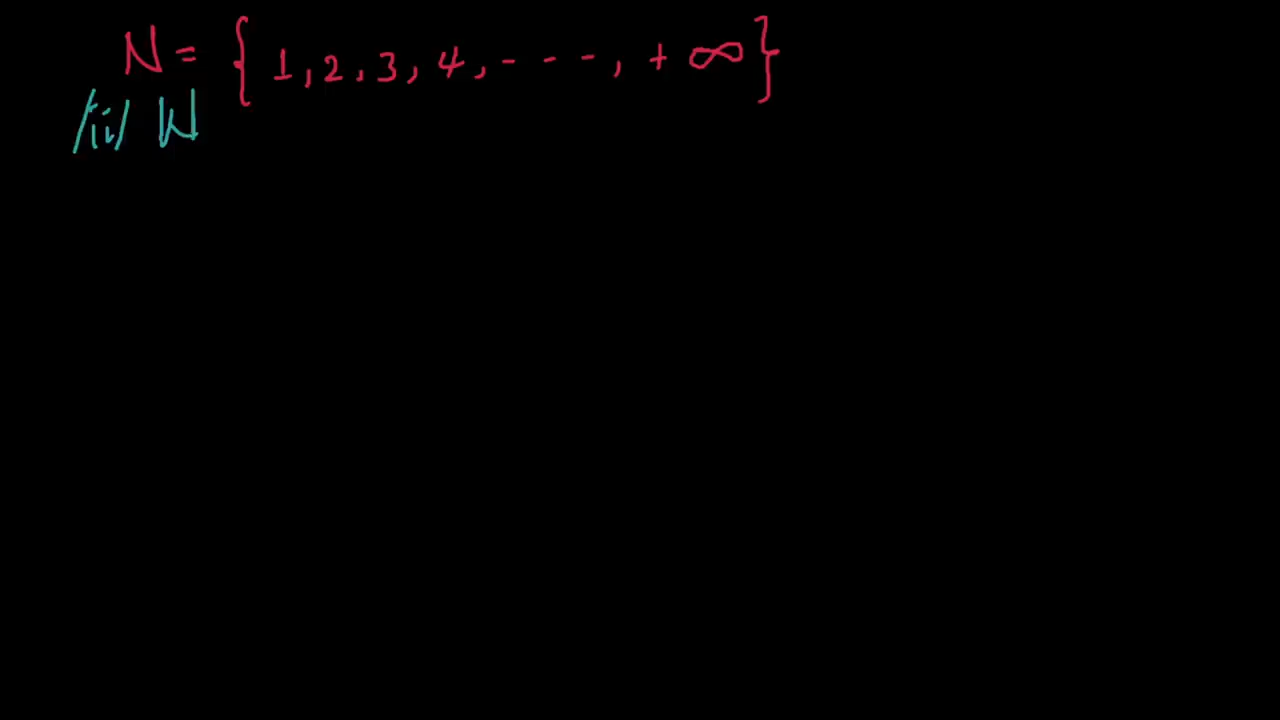 N = { 1, 2, 3, 4, - - -, + ∞ }
/ii/ W